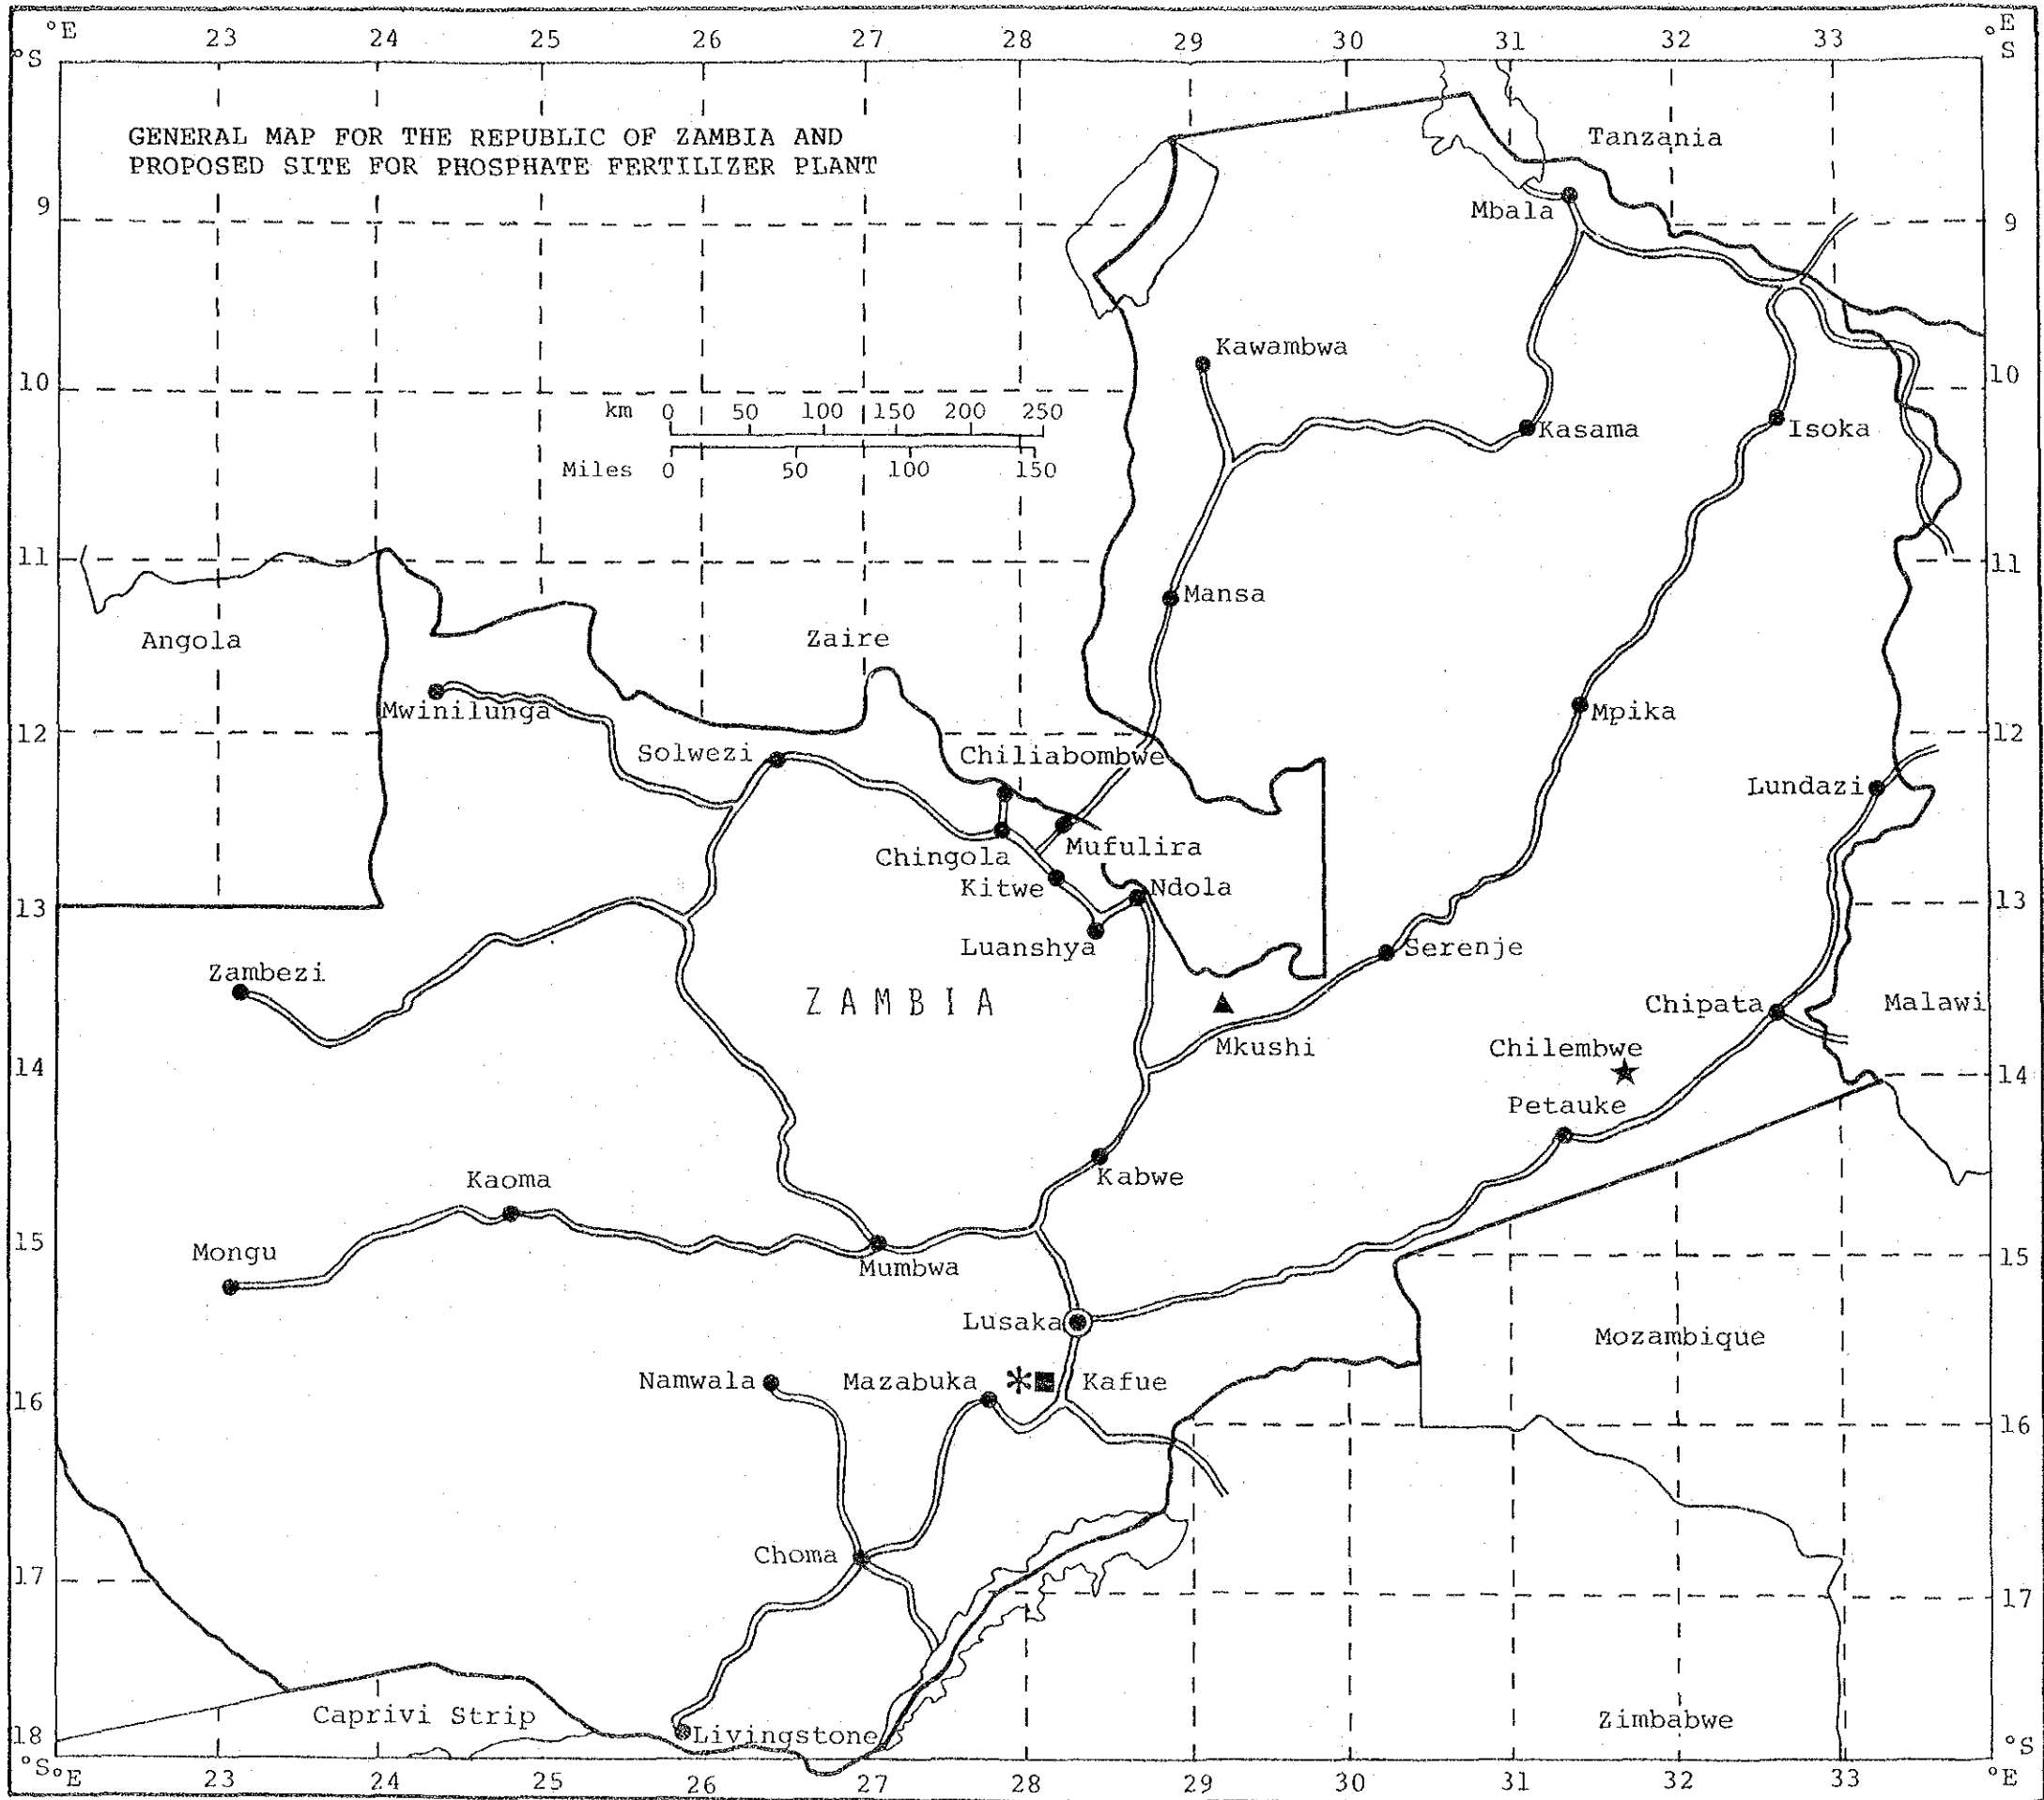 °E 23 24 25 26 27 28 29 30 31 32 33 °E
°S S
GENERAL MAP FOR THE REPUBLIC OF ZAMBIA AND
PROPOSED SITE FOR PHOSPHATE FERTILIZER PLANT
Tanzania
9 Mbala 9
Kawambwa
10 10
km 0 50 100 150 200 250
Kasama Isoka
Miles 0 50 100 150
11 11
Mansa
Angola Zaire
Mwinilunga Mpika
12 12
Solwezi Chiliabombwe
Lundazi
Chingola Mufulira
Kitwe Ndola
13 13
Luanshya Serenje
Zambezi
ZAMBIA Chipata Malawi
Mkushi Chilembwe
14 14
Petauke
Kaoma Kabwe
15 15
Mongu Mumbwa
Lusaka
Mozambique
Namwala Mazabuka Kafue
16 16
Choma
17 17
Caprivi Strip Zimbabwe
18 Livingstone
°S °S
°E 23 24 25 26 27 28 29 30 31 32 33 °E